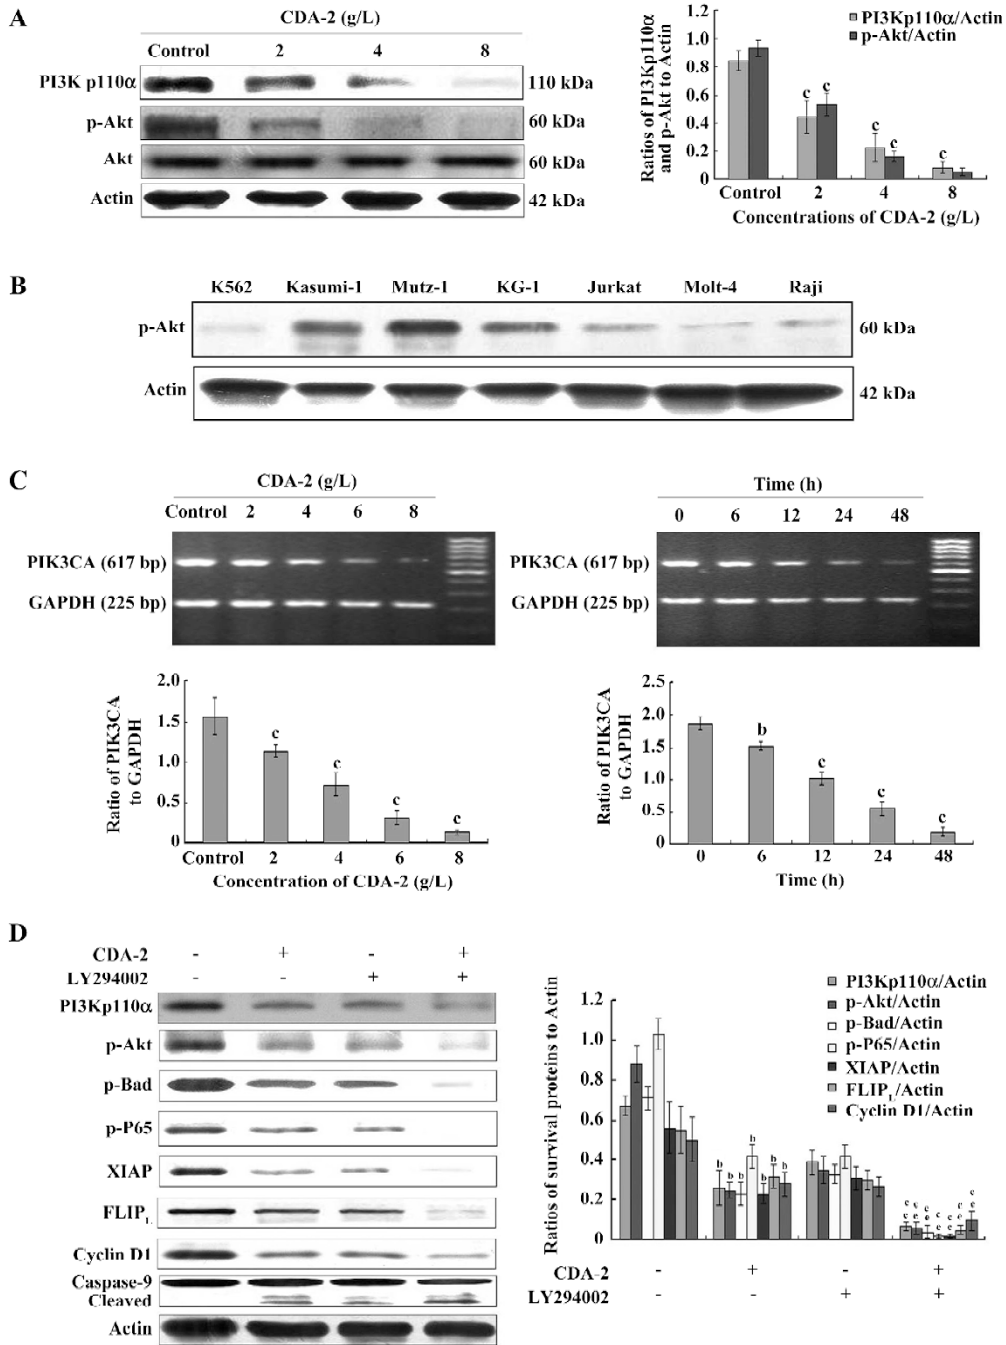 A
CDA-2 (g/L)
Control 2 4 8
PI3K p110α 110 kDa
p-Akt 60 kDa
Akt 60 kDa
Actin 42 kDa
Ratios of PI3Kp110α
and p-Akt to Actin
1.2
1.0
0.8
0.6
0.4
0.2
0
PI3Kp110α/Actin
p-Akt/Actin
c c
c c
c
Control 2 4 8
Concentrations of CDA-2 (g/L)
B
K562 Kasumi-1 Mutz-1 KG-1 Jurkat Molt-4 Raji
p-Akt 60 kDa
Actin 42 kDa
C
CDA-2 (g/L)
Control 2 4 6 8
PIK3CA (617 bp)
GAPDH (225 bp)
Time (h)
0 6 12 24 48
PIK3CA (617 bp)
GAPDH (225 bp)
Ratio of PIK3CA
to GAPDH
2.0
1.5
1.0
0.5
0
c c c c
Control 2 4 6 8
Concentration of CDA-2 (g/L)
Ratio of PIK3CA
to GAPDH
2.0
1.5
1.0
0.5
0
b c c c
0 6 12 24 48
Time (h)
D
CDA-2 - + - +
LY294002 - - + +
PI3Kp110α
p-Akt
p-Bad
p-P65
XIAP
FLIPL
Cyclin D1
Caspase-9
Cleaved
Actin
Ratios of survival proteins to Actin
1.2
1.0
0.8
0.6
0.4
0.2
0
PI3Kp110α/Actin
p-Akt/Actin
p-Bad/Actin
p-P65/Actin
XIAP/Actin
FLIPL/Actin
Cyclin D1/Actin
b b b b b b b
CDA-2 - + - +
LY294002 - - + +